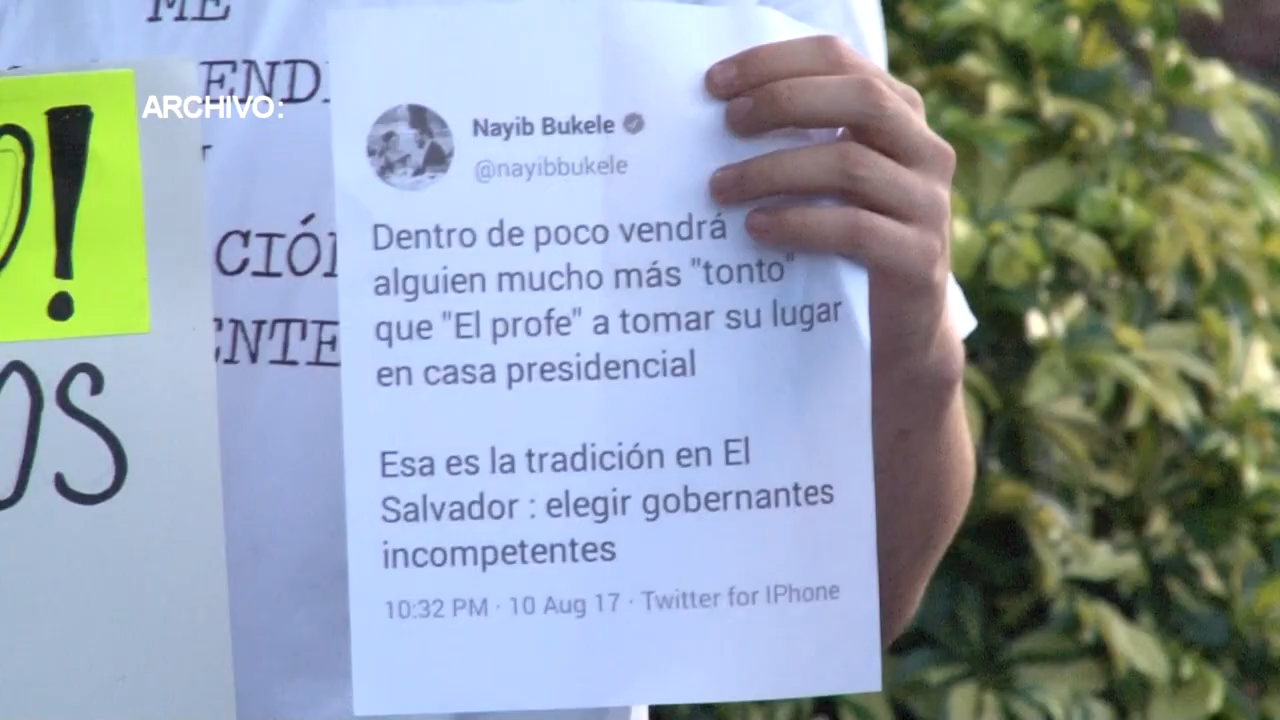 ME
ARCHIVO:
O!
OS
CIÓN
Nayib Bukele
@nayibbukele
Dentro de poco vendrá
alguien mucho más "tonto"
que "El profe" a tomar su lugar
en casa presidencial
Esa es la tradición en El
Salvador : elegir gobernantes
incompetentes
10:32 PM · 10 Aug 17 · Twitter for IPhone